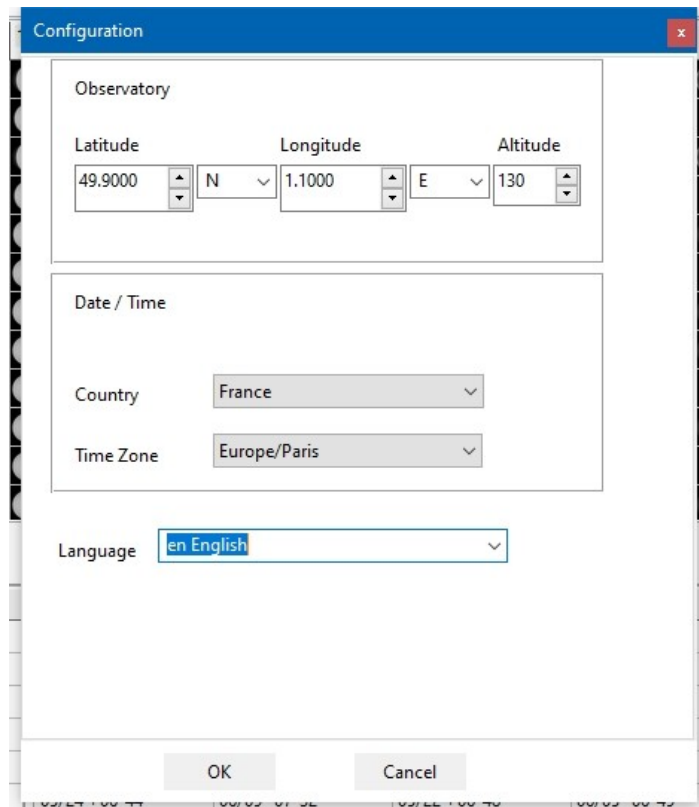 Configuration
x
Observatory
Latitude Longitude Altitude
49.9000 N 1.1000 E 130
Date / Time
Country France
Time Zone Europe/Paris
Language en English
OK Cancel